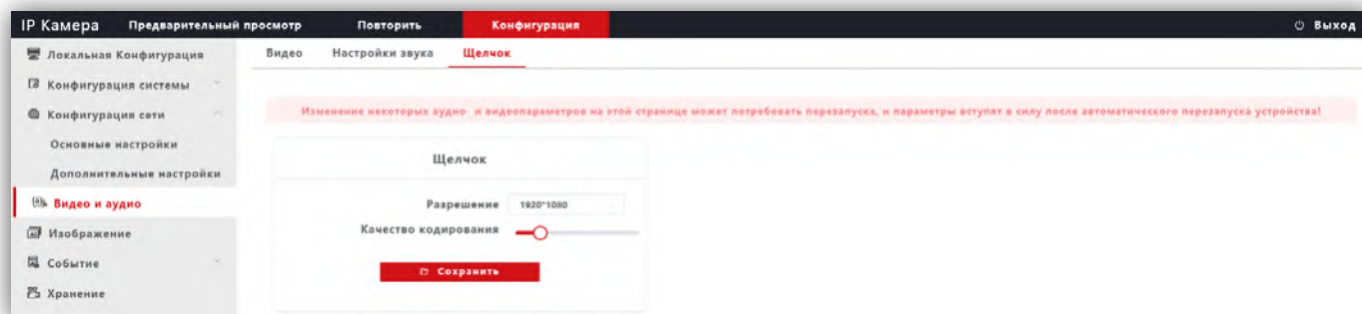 IP Камера Предварительный просмотр Повторить Конфигурация Выход
Локальная Конфигурация
Конфигурация системы
Конфигурация сети
Основные настройки
Дополнительные настройки
Видео и аудио
Изображение
Событие
Хранение
Видео Настройки звука Щелчок
Изменение некоторых аудио- и видеопараметров на этой странице может потребовать перезапуска, и параметры вступят в силу после автоматического перезапуска устройства!
Щелчок
Разрешение 1920*1080
Качество кодирования
Сохранить